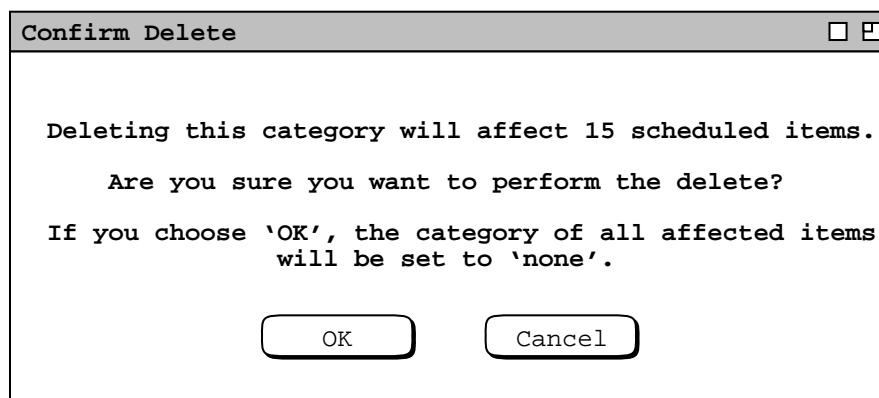 Confirm Delete
Deleting this category will affect 15 scheduled items.
Are you sure you want to perform the delete?
If you choose ‘OK’, the category of all affected items
will be set to ‘none’.
OK
Cancel